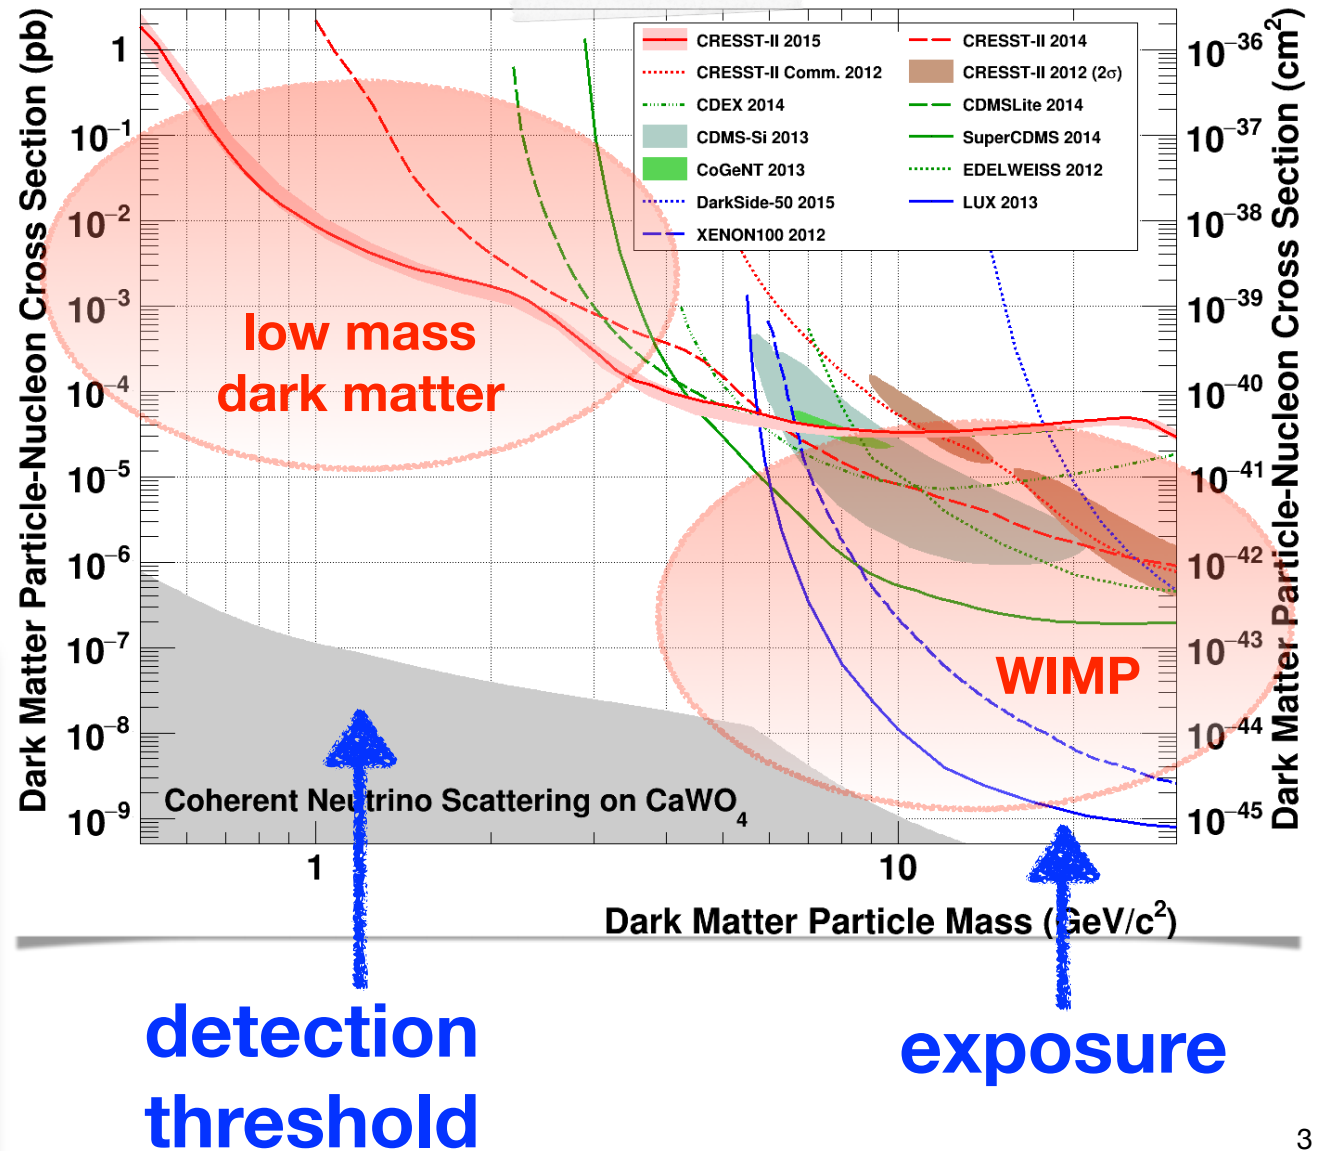 Dark Matter Particle-Nucleon Cross Section (pb)
1
10⁻¹
10⁻²
10⁻³
10⁻⁴
10⁻⁵
10⁻⁶
10⁻⁷
10⁻⁸
10⁻⁹
CRESST-II 2015
CRESST-II 2014
CRESST-II Comm. 2012
CRESST-II 2012 (2σ)
CDEX 2014
CDMSLite 2014
CDMS-Si 2013
SuperCDMS 2014
CoGeNT 2013
EDELWEISS 2012
DarkSide-50 2015
LUX 2013
XENON100 2012
10⁻³⁶
10⁻³⁷
10⁻³⁸
10⁻³⁹
10⁻⁴⁰
10⁻⁴¹
10⁻⁴²
10⁻⁴³
10⁻⁴⁴
10⁻⁴⁵
Dark Matter Particle-Nucleon Cross Section (cm²)
low mass
dark matter
WIMP
Coherent Neutrino Scattering on CaWO₄
1
10
Dark Matter Particle Mass (GeV/c²)
detection
threshold
exposure
3